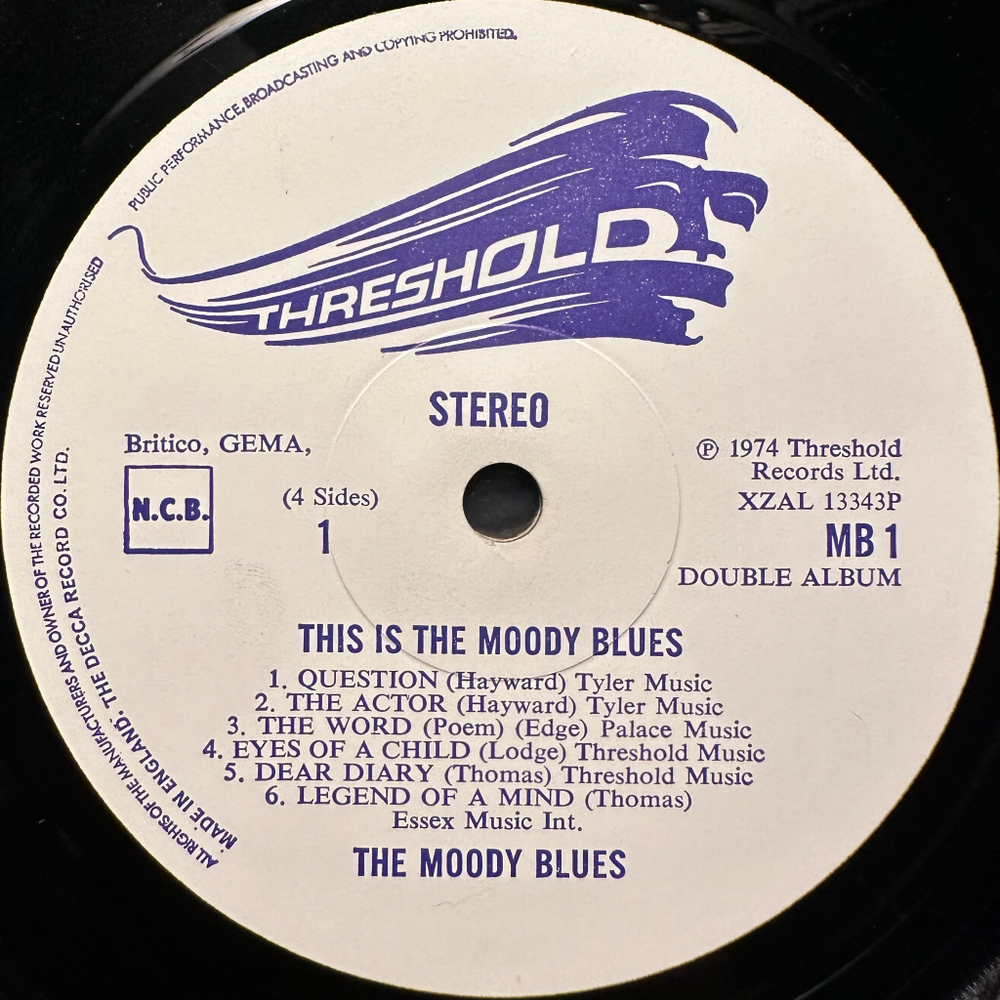 PUBLIC PERFORMANCE, BROADCASTING AND COPYING PROHIBITED.
THRESHOLD
STEREO
Britico, GEMA,
N.C.B.
(4 Sides)
1
℗ 1974 Threshold
Records Ltd.
XZAL 13343P
MB 1
DOUBLE ALBUM
THIS IS THE MOODY BLUES
1. QUESTION (Hayward) Tyler Music
2. THE ACTOR (Hayward) Tyler Music
3. THE WORD (Poem) (Edge) Palace Music
4. EYES OF A CHILD (Lodge) Threshold Music
5. DEAR DIARY (Thomas) Threshold Music
6. LEGEND OF A MIND (Thomas)
Essex Music Int.
THE MOODY BLUES
ALL RIGHTS OF THE MANUFACTURERS AND OWNER OF THE RECORDED WORK RESERVED UNAUTHORISED
MADE IN ENGLAND. THE DECCA RECORD CO. LTD.